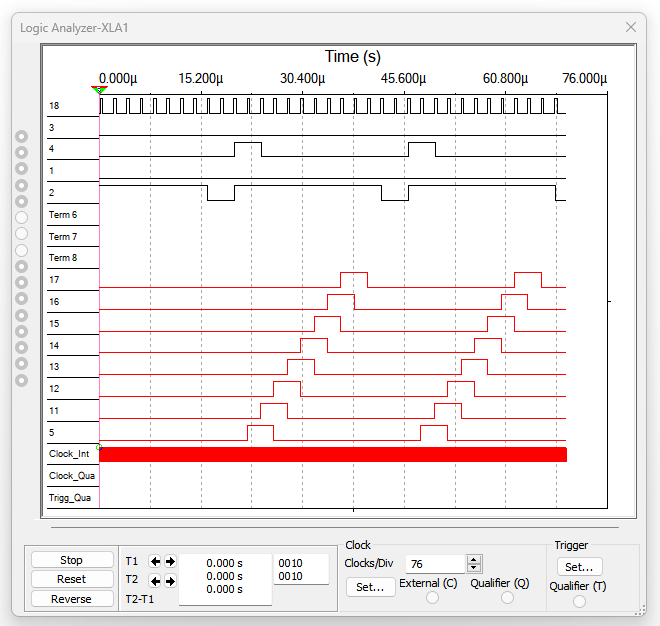 Logic Analyzer-XLA1
Time (s)
0.000µ 15.200µ 30.400µ 45.600µ 60.800µ 76.000µ
18
3
4
1
2
Term 6
Term 7
Term 8
17
16
15
14
13
12
11
5
Clock_Int
Clock_Qua
Trigg_Qua
Stop
Reset
Reverse
T1
T2
T2-T1
0.000 s
0.000 s
0.000 s
0010
0010
Clock
Clocks/Div 76
Set... External (C) Qualifier (Q)
Trigger
Set...
Qualifier (T)